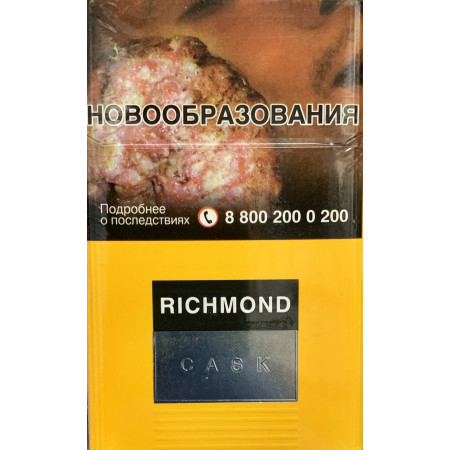 НОВООБРАЗОВАНИЯ
Подробнее
о последствиях
8 800 200 0 200
RICHMOND
CASK